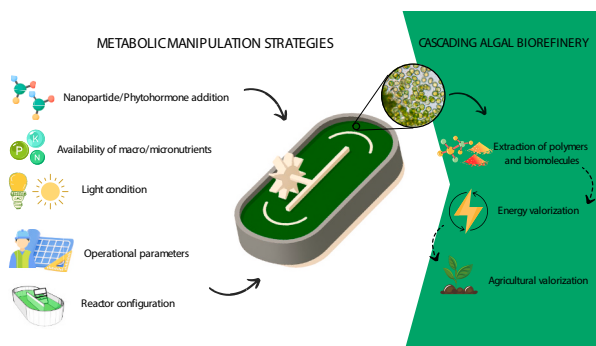 METABOLIC MANIPULATION STRATEGIES
Nanopartide/Phytohormone addition
P K N
Availability of macro/micronutrients
Light condition
Operational parameters
Reactor configuration
CASCADING ALGAL BIOREFINERY
Extraction of polymers
and biomolecules
Energy valorization
Agricultural valorization